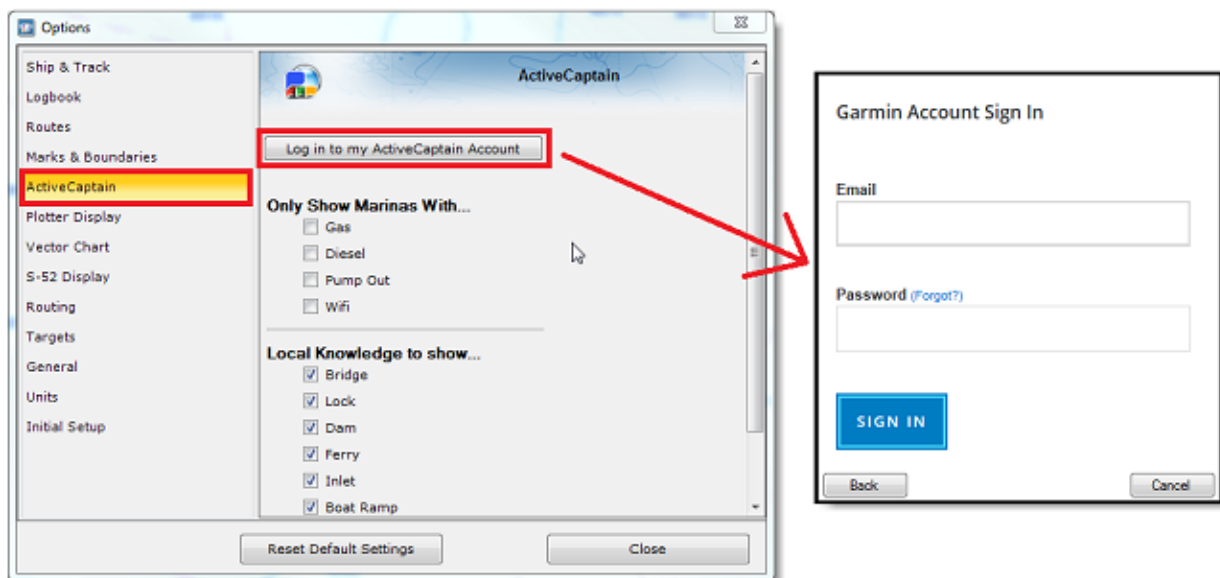 Options
Ship & Track
Logbook
Routes
Marks & Boundaries
ActiveCaptain
Plotter Display
Vector Chart
S-52 Display
Routing
Targets
General
Units
Initial Setup
ActiveCaptain
Log in to my ActiveCaptain Account
Only Show Marinas With...
Gas
Diesel
Pump Out
Wifi
Local Knowledge to show...
Bridge
Lock
Dam
Ferry
Inlet
Boat Ramp
Reset Default Settings
Close
Garmin Account Sign In
Email
Password (Forgot?)
SIGN IN
Back
Cancel